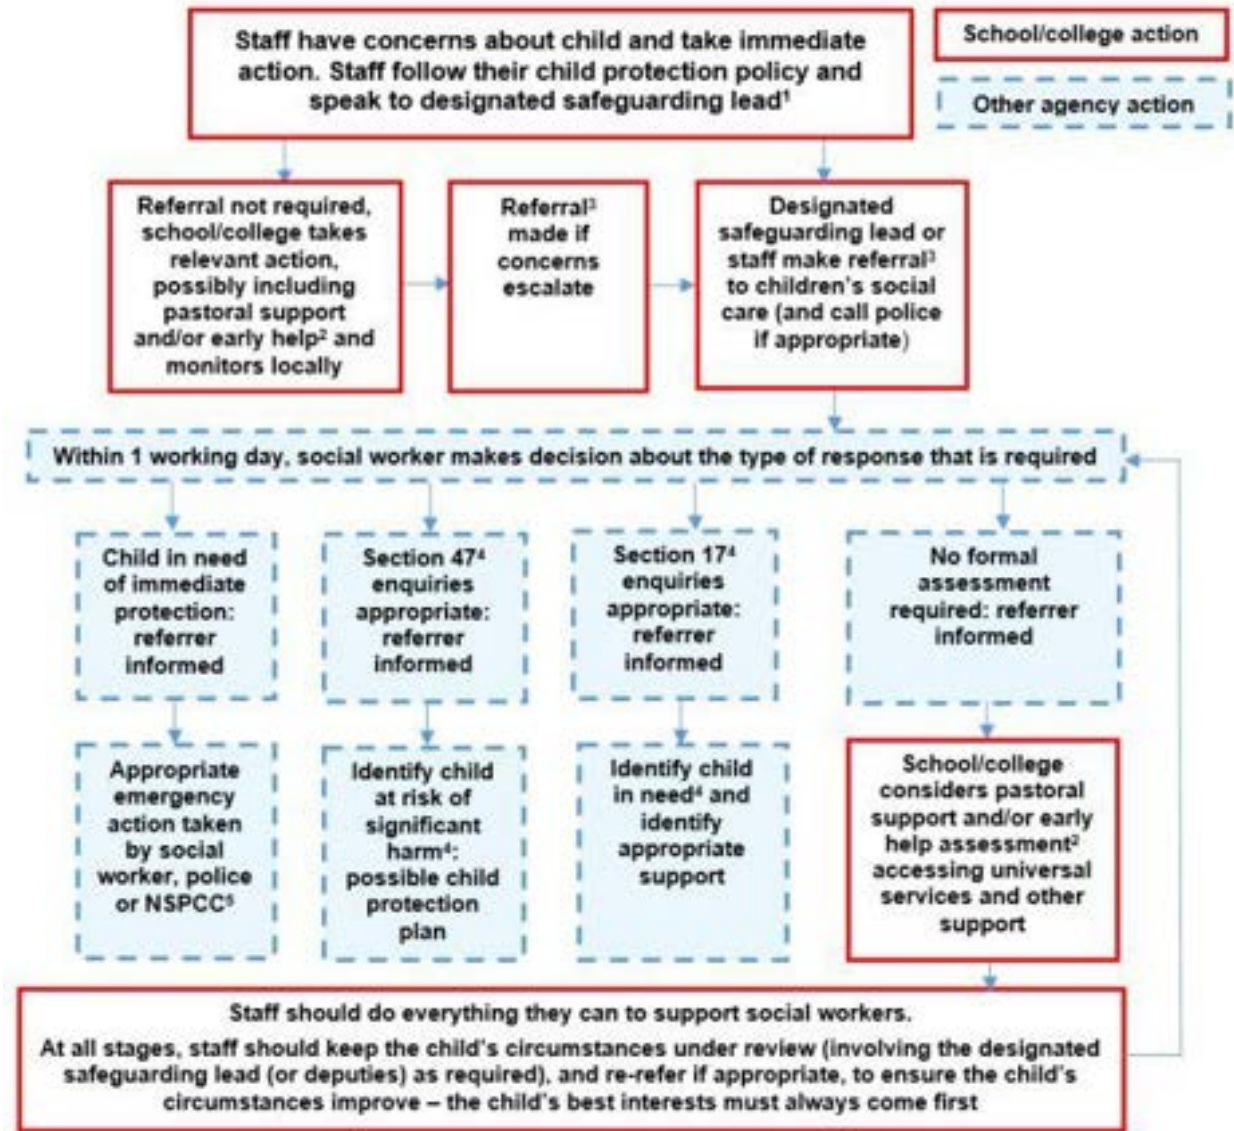 Staff have concerns about child and take immediate
action. Staff follow their child protection policy and
speak to designated safeguarding lead¹
School/college action
Other agency action
Referral not required,
school/college takes
relevant action,
possibly including
pastoral support
and/or early help² and
monitors locally
Referral³
made if
concerns
escalate
Designated
safeguarding lead or
staff make referral³
to children's social
care (and call police
if appropriate)
Within 1 working day, social worker makes decision about the type of response that is required
Child in need
of immediate
protection:
referrer
informed
Section 47⁴
enquiries
appropriate:
referrer
informed
Section 17⁴
enquiries
appropriate:
referrer
informed
No formal
assessment
required: referrer
informed
Appropriate
emergency
action taken
by social
worker, police
or NSPCC⁵
Identify child
at risk of
significant
harm⁴:
possible child
protection
plan
Identify child
in need⁴ and
identify
appropriate
support
School/college
considers pastoral
support and/or early
help assessment²
accessing universal
services and other
support
Staff should do everything they can to support social workers.
At all stages, staff should keep the child's circumstances under review (involving the designated
safeguarding lead (or deputies) as required), and re-refer if appropriate, to ensure the child's
circumstances improve – the child's best interests must always come first